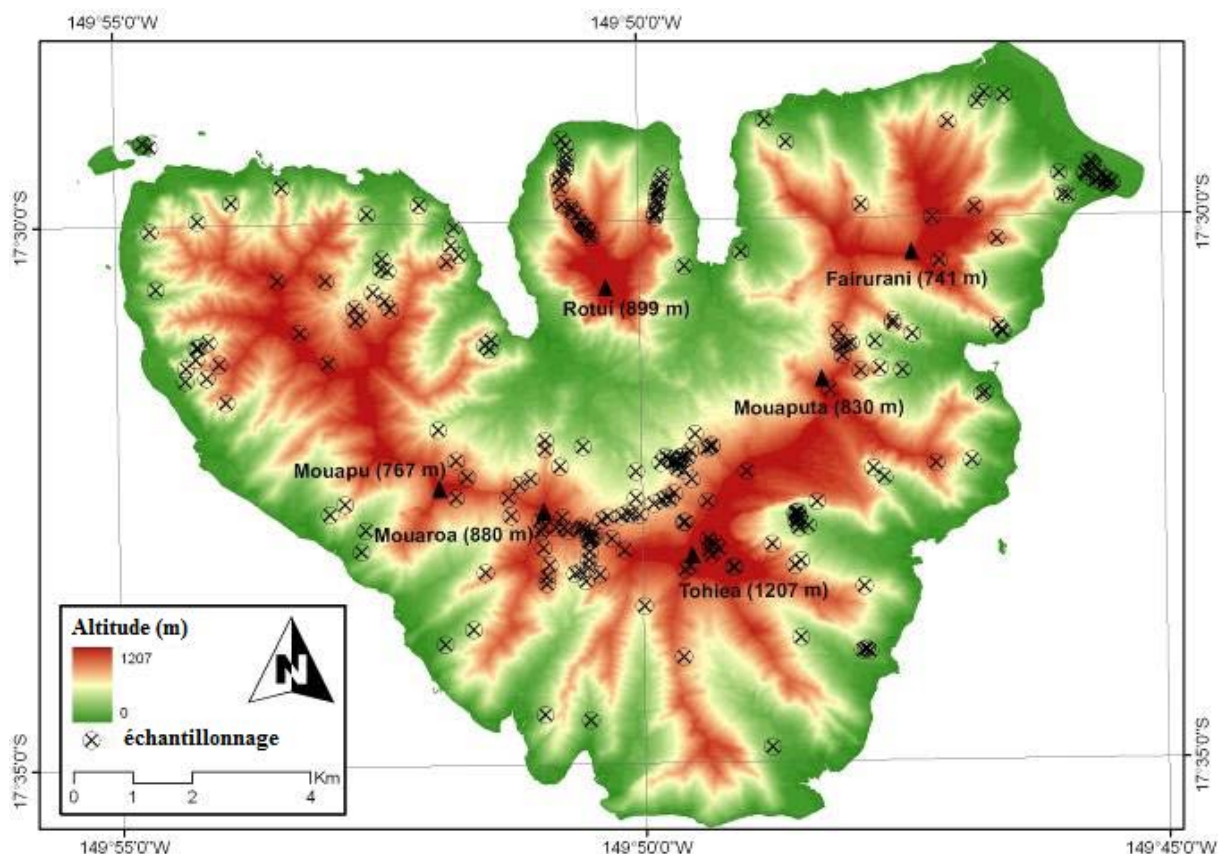 149°55'0"W
149°50'0"W
17°30'0"S
17°30'0"S
Fairurani (741 m)
Rotui (899 m)
Mouaputa (830 m)
Mouapu (767 m)
Mouaroa (880 m)
Tohiea (1207 m)
Altitude (m)
1207
0
N
échantillonnage
Km
0 1 2 4
17°35'0"S
17°35'0"S
149°55'0"W
149°50'0"W
149°45'0"W